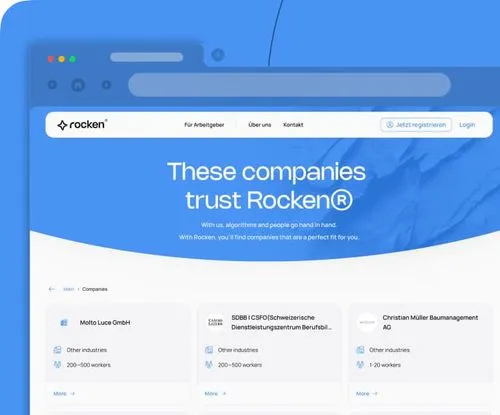 rocken®
Für Arbeitgeber
Über uns
Kontakt
Jetzt registrieren
Login
These companies
trust Rocken®
With us, algorithms and people go hand in hand.
With Rocken, you'll find companies that are a perfect fit for you.
Main > Companies
Molto Luce GmbH
Other industries
200–500 workers
More →
SDBB | CSFO(Schweizerische
Dienstleistungszentrum Berufsbil...
Other industries
200–500 workers
More →
Christian Müller Baumanagement
AG
Other industries
1-20 workers
More →